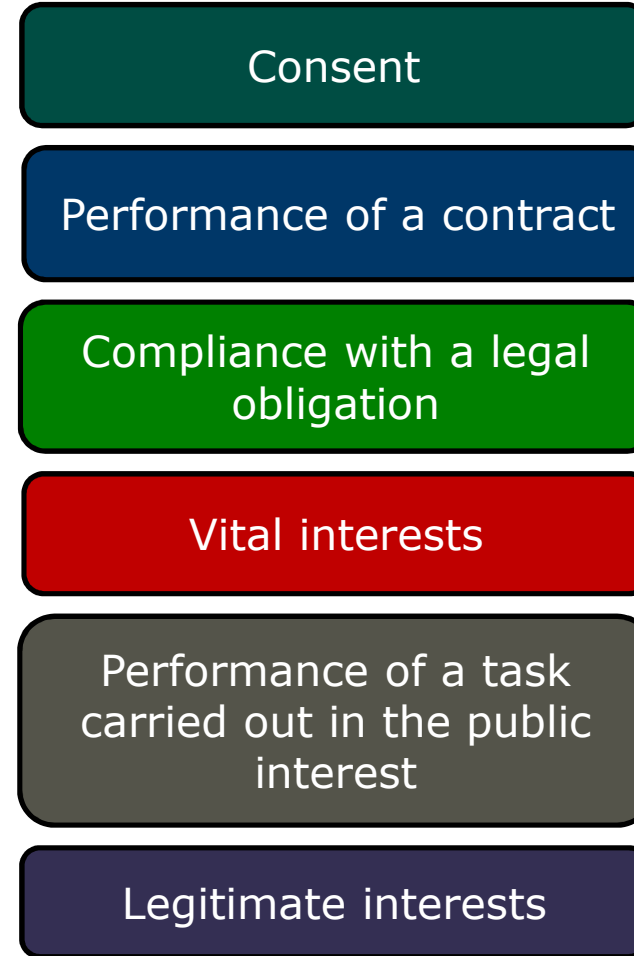 Consent
Performance of a contract
Compliance with a legal
obligation
Vital interests
Performance of a task
carried out in the public
interest
Legitimate interests